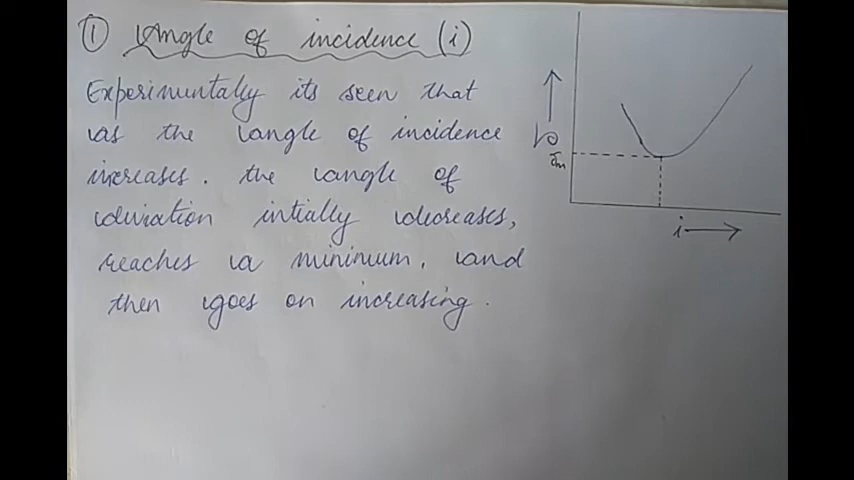 ① Angle of incidence (i)
Experimentally its seen that
as the angle of incidence
increases. the angle of
deviation intially decreases,
reaches a minimum, and
then goes on increasing.
δ
δm
i